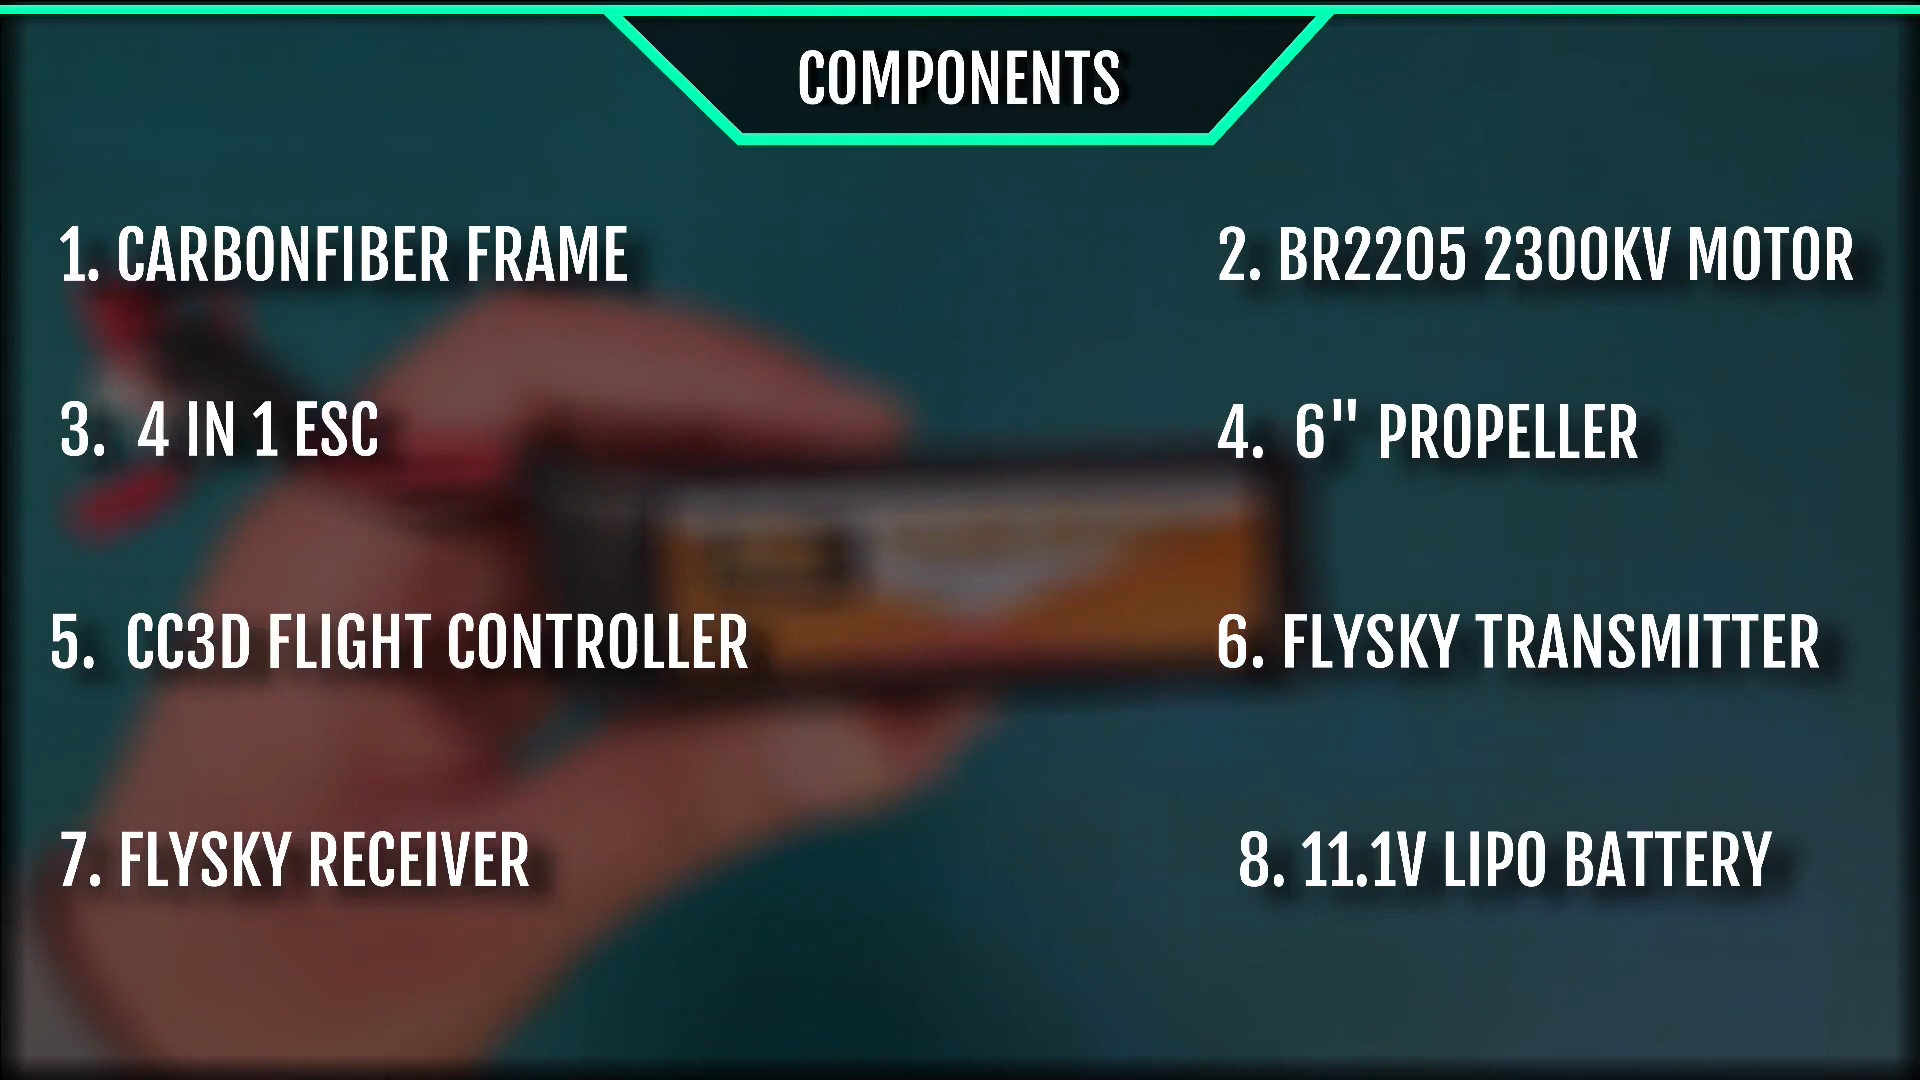 COMPONENTS
1. CARBONFIBER FRAME
2. BR2205 2300KV MOTOR
3. 4 IN 1 ESC
4. 6" PROPELLER
5. CC3D FLIGHT CONTROLLER
6. FLYSKY TRANSMITTER
7. FLYSKY RECEIVER
8. 11.1V LIPO BATTERY